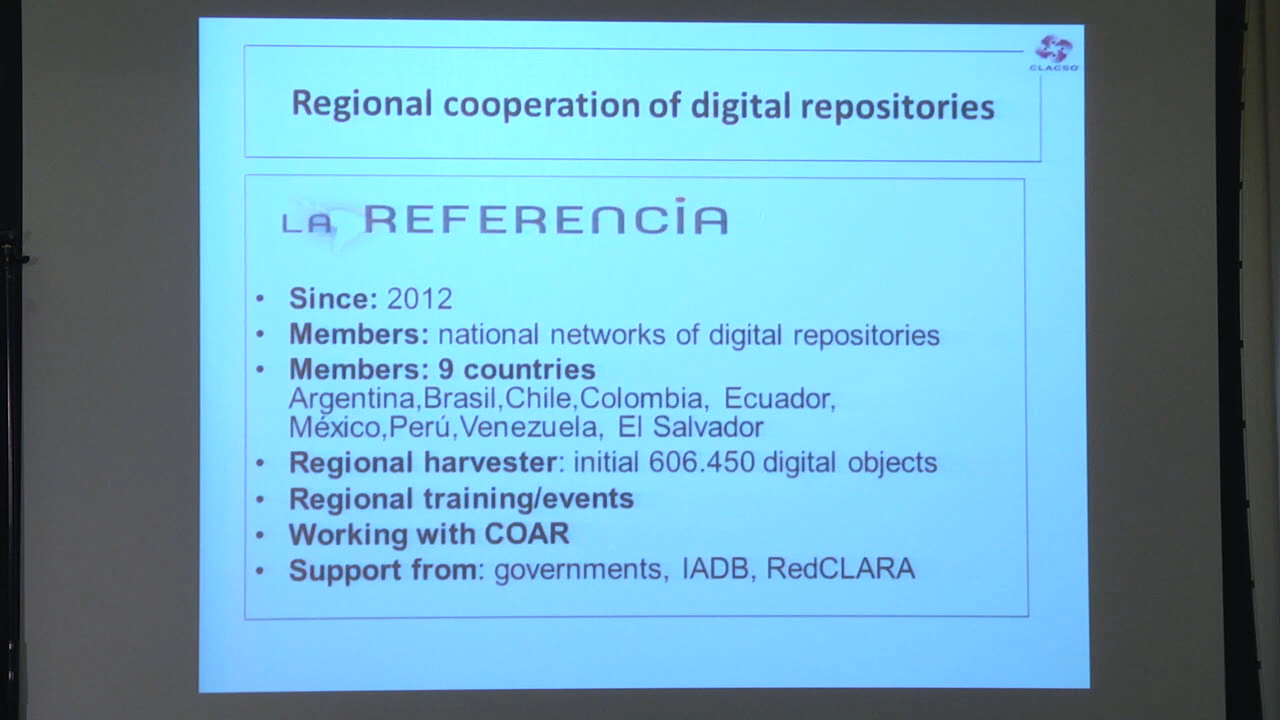 CLACSO
Regional cooperation of digital repositories
LA REFERENCIA
• Since: 2012
• Members: national networks of digital repositories
• Members: 9 countries
Argentina,Brasil,Chile,Colombia, Ecuador,
México,Perú,Venezuela, El Salvador
• Regional harvester: initial 606.450 digital objects
• Regional training/events
• Working with COAR
• Support from: governments, IADB, RedCLARA